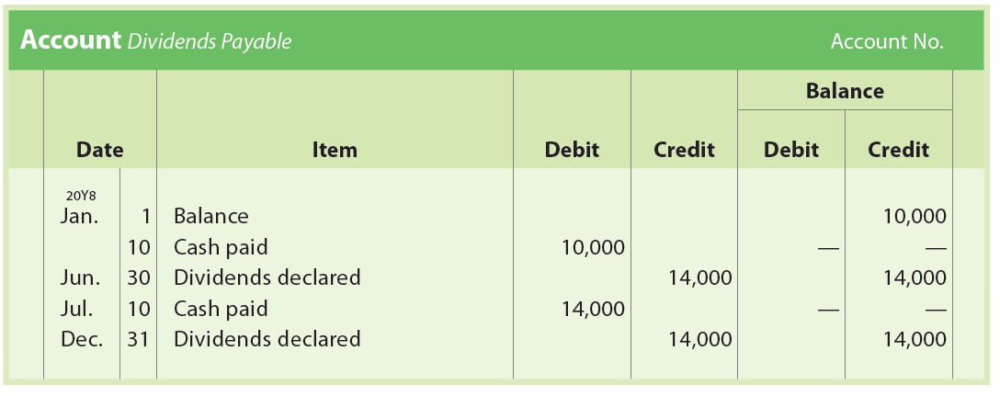 Account Dividends Payable Account No.
Balance
Date Item Debit Credit Debit Credit
20Y8
Jan. 1 Balance 10,000
10 Cash paid 10,000 — —
Jun. 30 Dividends declared 14,000 14,000
Jul. 10 Cash paid 14,000 — —
Dec. 31 Dividends declared 14,000 14,000